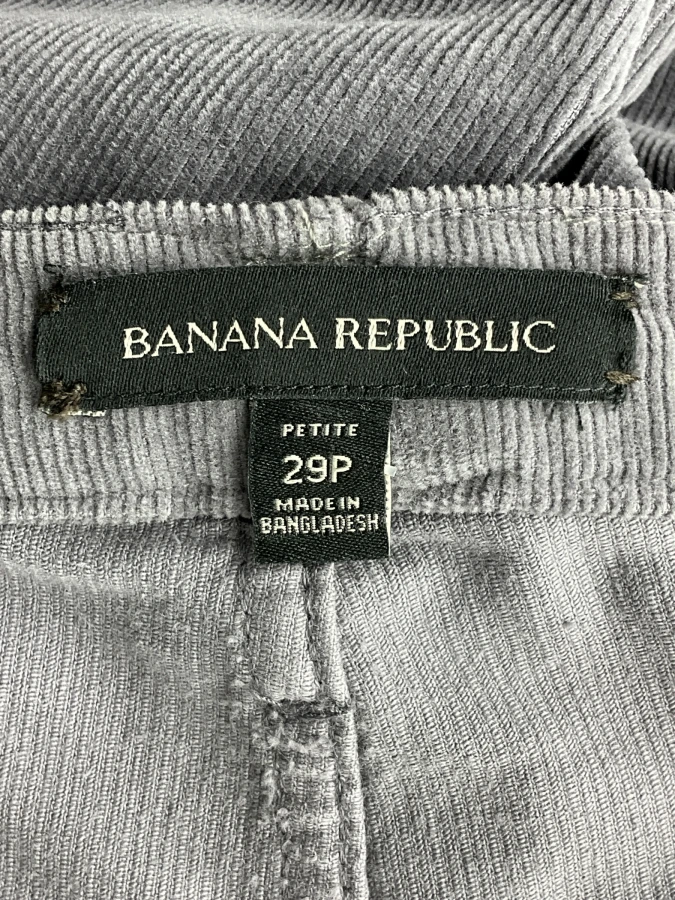 BANANA REPUBLIC
PETITE
29P
MADE IN
BANGLADESH